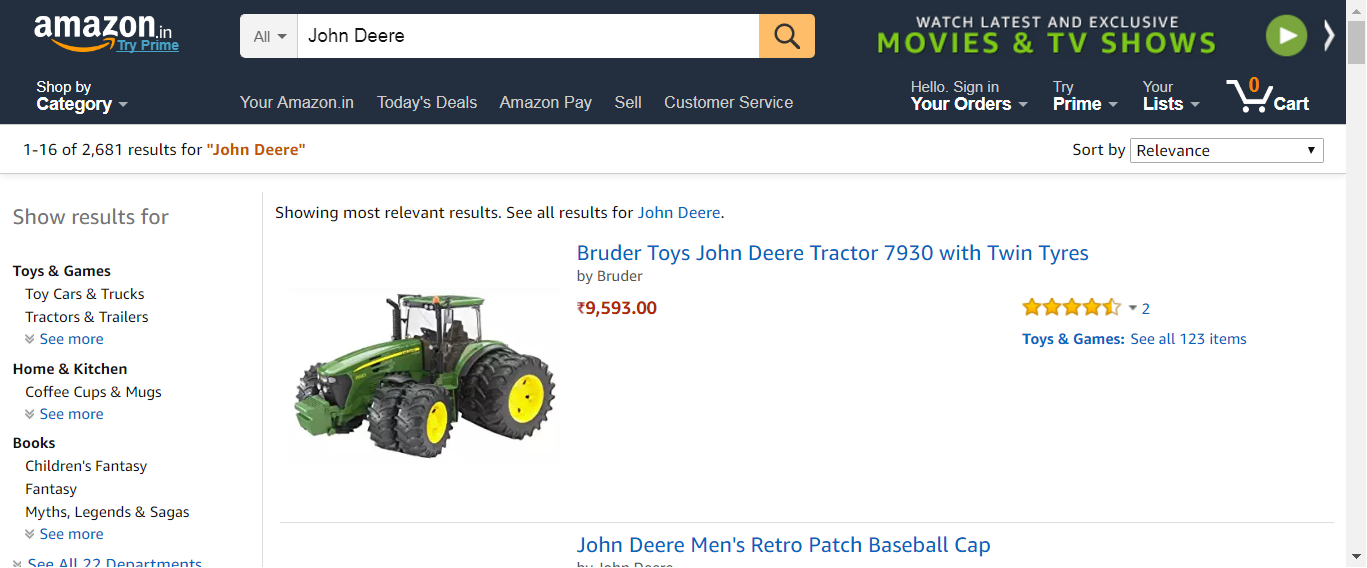 amazon.in
Try Prime
All
John Deere
WATCH LATEST AND EXCLUSIVE
MOVIES & TV SHOWS
Shop by
Category
Your Amazon.in Today's Deals Amazon Pay Sell Customer Service
Hello. Sign in
Your Orders
Try
Prime
Your
Lists
0
Cart
1-16 of 2,681 results for "John Deere"
Sort by Relevance
Show results for
Toys & Games
Toy Cars & Trucks
Tractors & Trailers
See more
Home & Kitchen
Coffee Cups & Mugs
See more
Books
Children's Fantasy
Fantasy
Myths, Legends & Sagas
See more
See All 22 Departments
Showing most relevant results. See all results for John Deere.
Bruder Toys John Deere Tractor 7930 with Twin Tyres
by Bruder
₹9,593.00
2
Toys & Games: See all 123 items
John Deere Men's Retro Patch Baseball Cap
by John Deere